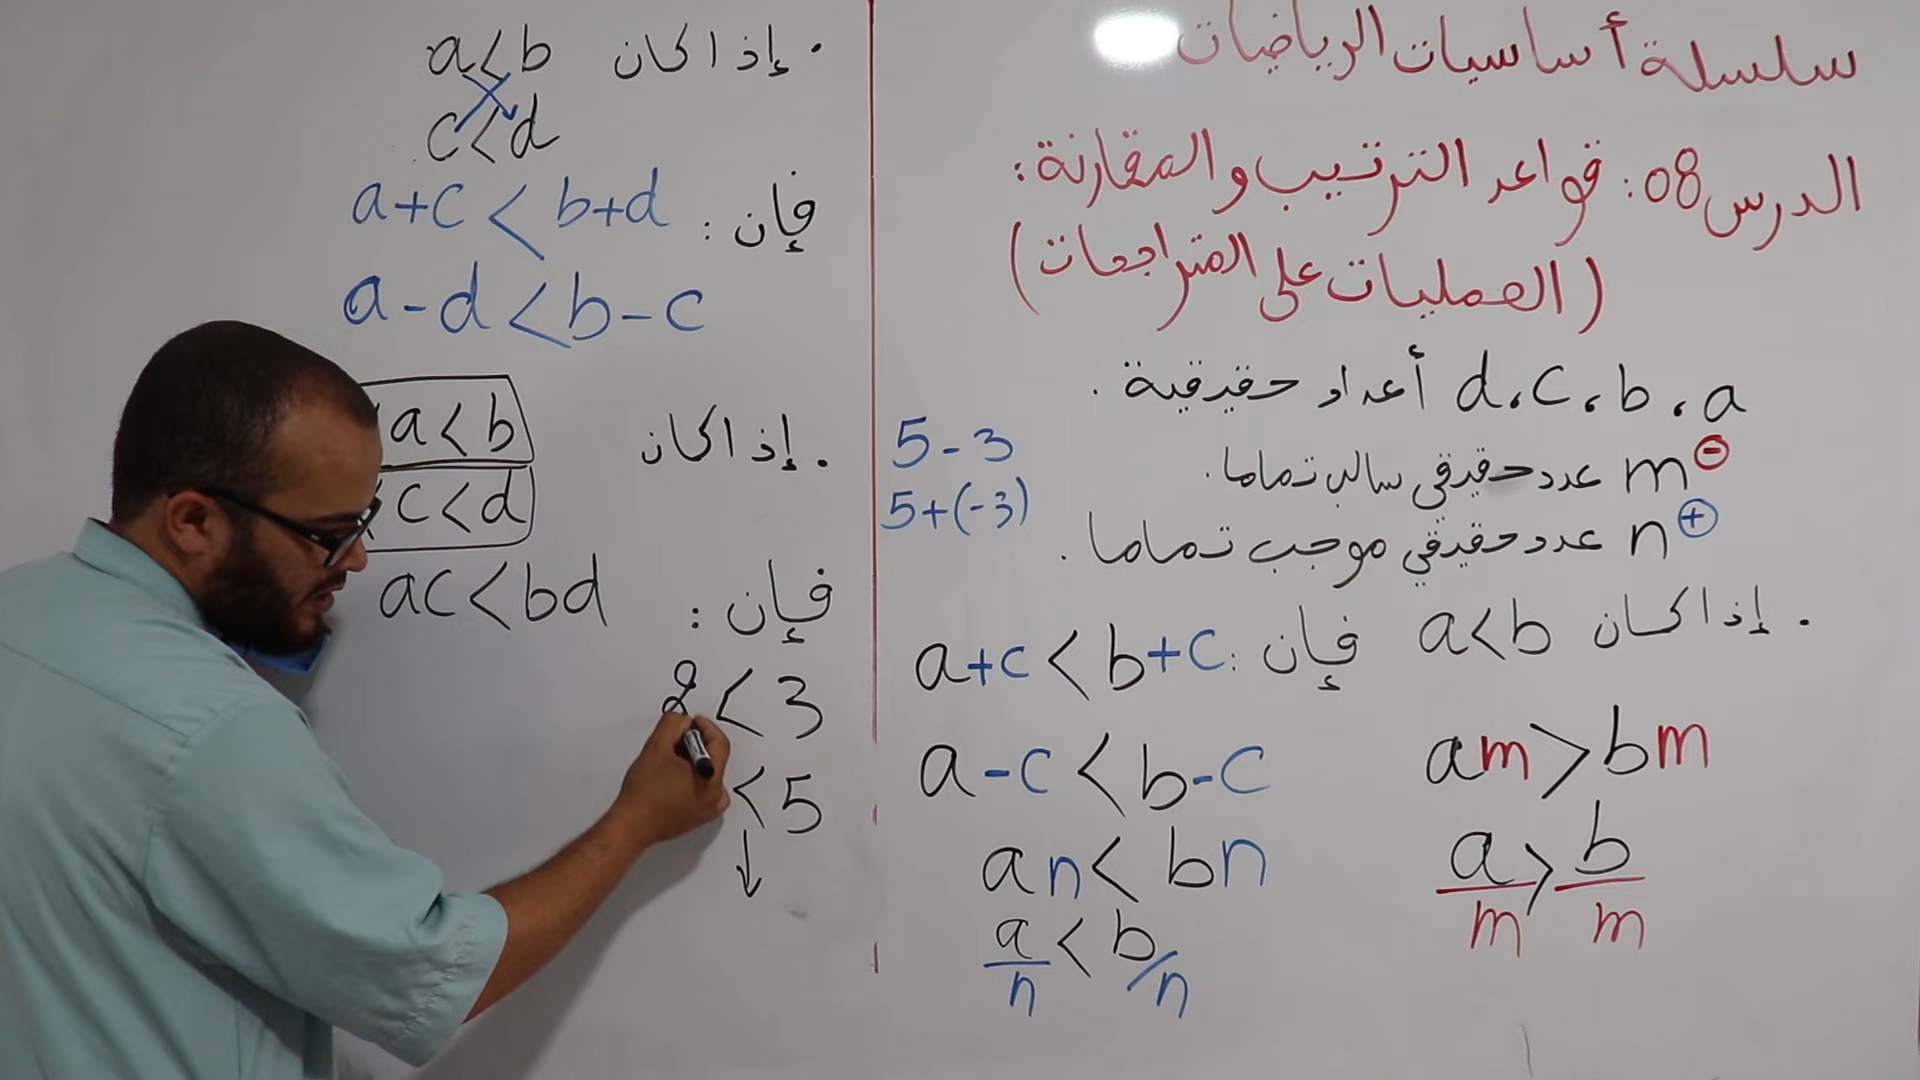 سلسلة أساسيات الرياضيات
الدرس 08: قواعد الترتيب والمقارنة:
(العمليات على المتراجحات)
a، b، c، d أعداد حقيقية.
m⊖ عدد حقيقي سالب تماما.
n⊕ عدد حقيقي موجب تماما.
5 - 3
5+(-3)
. إذا كان a<b فإن: a+c < b+c
a-c < b-c
an < bn
a/n < b/n
am > bm
a/m > b/m
. إذا كان a<b
c<d
فإن: a+c < b+d
a-d < b-c
. إذا كان a<b
c<d
فإن: ac<bd
2 < 3
< 5